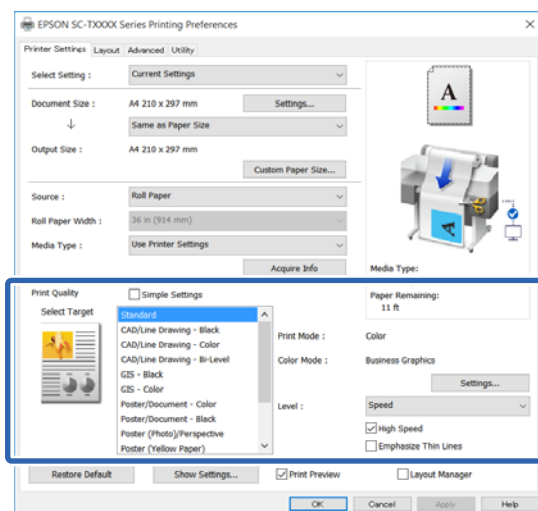 EPSON SC-TXXXX Series Printing Preferences
Printer Settings Layout Advanced Utility
Select Setting : Current Settings
Document Size : A4 210 x 297 mm Settings...
Same as Paper Size
Output Size : A4 210 x 297 mm
Custom Paper Size...
Source : Roll Paper
Roll Paper Width : 36 in (914 mm)
Media Type : Use Printer Settings
Acquire Info
A
Media Type:
Print Quality Simple Settings
Paper Remaining:
11 ft
Select Target
Standard
CAD/Line Drawing - Black
CAD/Line Drawing - Color
CAD/Line Drawing - Bi-Level
GIS - Black
GIS - Color
Poster/Document - Color
Poster/Document - Black
Poster (Photo)/Perspective
Poster (Yellow Paper)
Print Mode : Color
Color Mode : Business Graphics
Settings...
Level : Speed
High Speed
Emphasize Thin Lines
Restore Default Show Settings... Print Preview Layout Manager
OK Cancel Apply Help